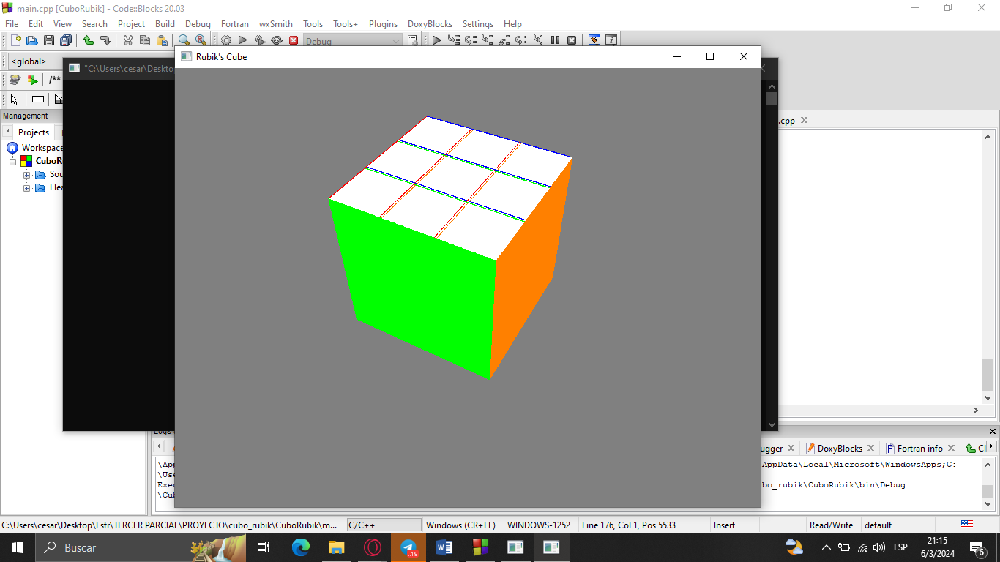 main.cpp [CuboRubik] - Code::Blocks 20.03
File Edit View Search Project Build Debug Fortran wxSmith Tools Tools+ Plugins DoxyBlocks Settings Help
Debug
<global>
Rubik's Cube
"C:\Users\cesar\Deskto
/**
Management
.cpp
Projects
Workspace
CuboR
Sou
Hea
Logs
ugger DoxyBlocks Fortran info Cl
\App AppData\Local\Microsoft\WindowsApps;C:
\Use
Exec bo_rubik\CuboRubik\bin\Debug
\Cub
C:\Users\cesar\Desktop\Estr\TERCER PARCIAL\PROYECTO\cubo_rubik\CuboRubik\m... C/C++ Windows (CR+LF) WINDOWS-1252 Line 176, Col 1, Pos 5533 Insert Read/Write default
Buscar
.19
ESP
21:15
6/3/2024
6